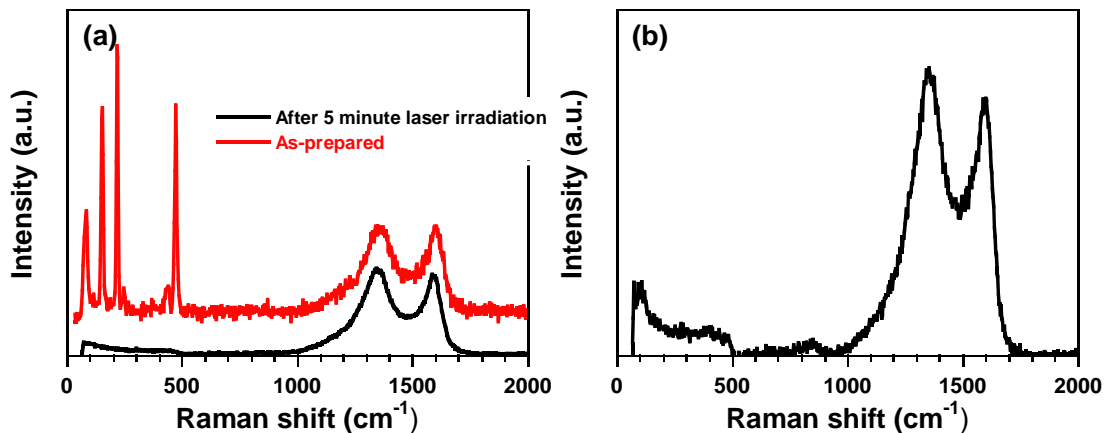 (a)
Intensity (a.u.)
After 5 minute laser irradiation
As-prepared
0 500 1000 1500 2000
Raman shift (cm⁻¹)
(b)
Intensity (a.u.)
0 500 1000 1500 2000
Raman shift (cm⁻¹)